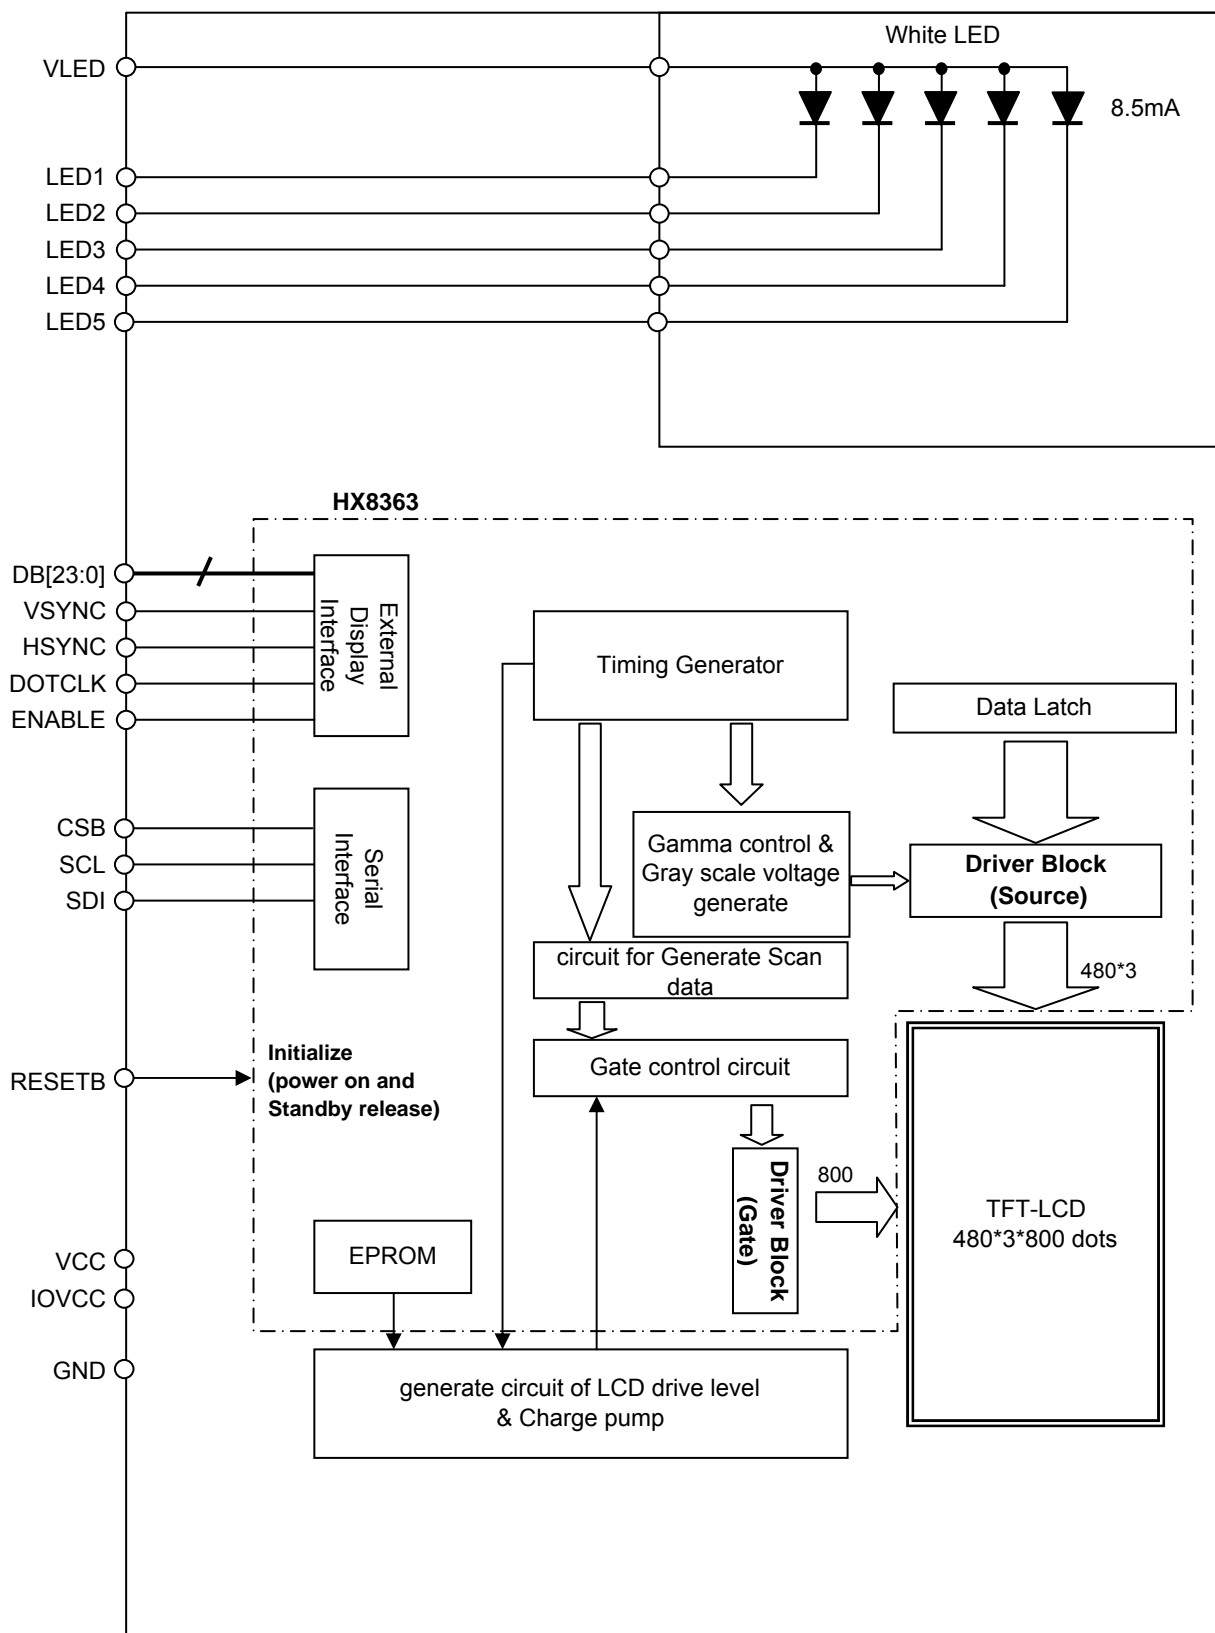 White LED
VLED
8.5mA
LED1
LED2
LED3
LED4
LED5
HX8363
DB[23:0]
VSYNC
HSYNC
DOTCLK
ENABLE
External
Display
Interface
Timing Generator
Data Latch
CSB
SCL
SDI
Serial
Interface
Gamma control &
Gray scale voltage
generate
Driver Block
(Source)
circuit for Generate Scan
data
480*3
Initialize
(power on and
Standby release)
RESETB
Gate control circuit
Driver Block
(Gate)
800
TFT-LCD
480*3*800 dots
EPROM
VCC
IOVCC
GND
generate circuit of LCD drive level
& Charge pump